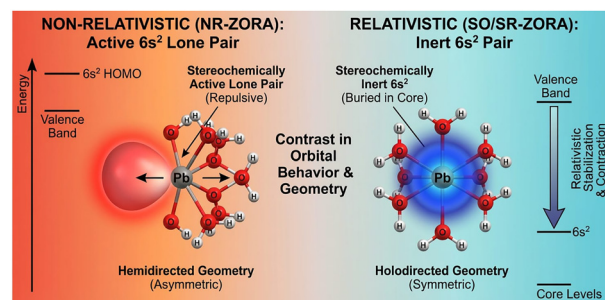 NON-RELATIVISTIC (NR-ZORA):
Active 6s² Lone Pair
RELATIVISTIC (SO/SR-ZORA):
Inert 6s² Pair
Energy
6s² HOMO
Valence
Band
Stereochemically
Active Lone Pair
(Repulsive)
Pb
O
O
O
O
O
O
O
H
H
H
H
H
H
H
H
H
H
Hemidirected Geometry
(Asymmetric)
Contrast in
Orbital
Behavior &
Geometry
Stereochemically
Inert 6s²
(Buried in Core)
Pb
O
O
O
O
O
O
H
H
H
H
H
H
H
H
H
H
H
H
Holodirected Geometry
(Symmetric)
Valence
Band
Relativistic
Stabilization
& Contraction
6s²
Core Levels